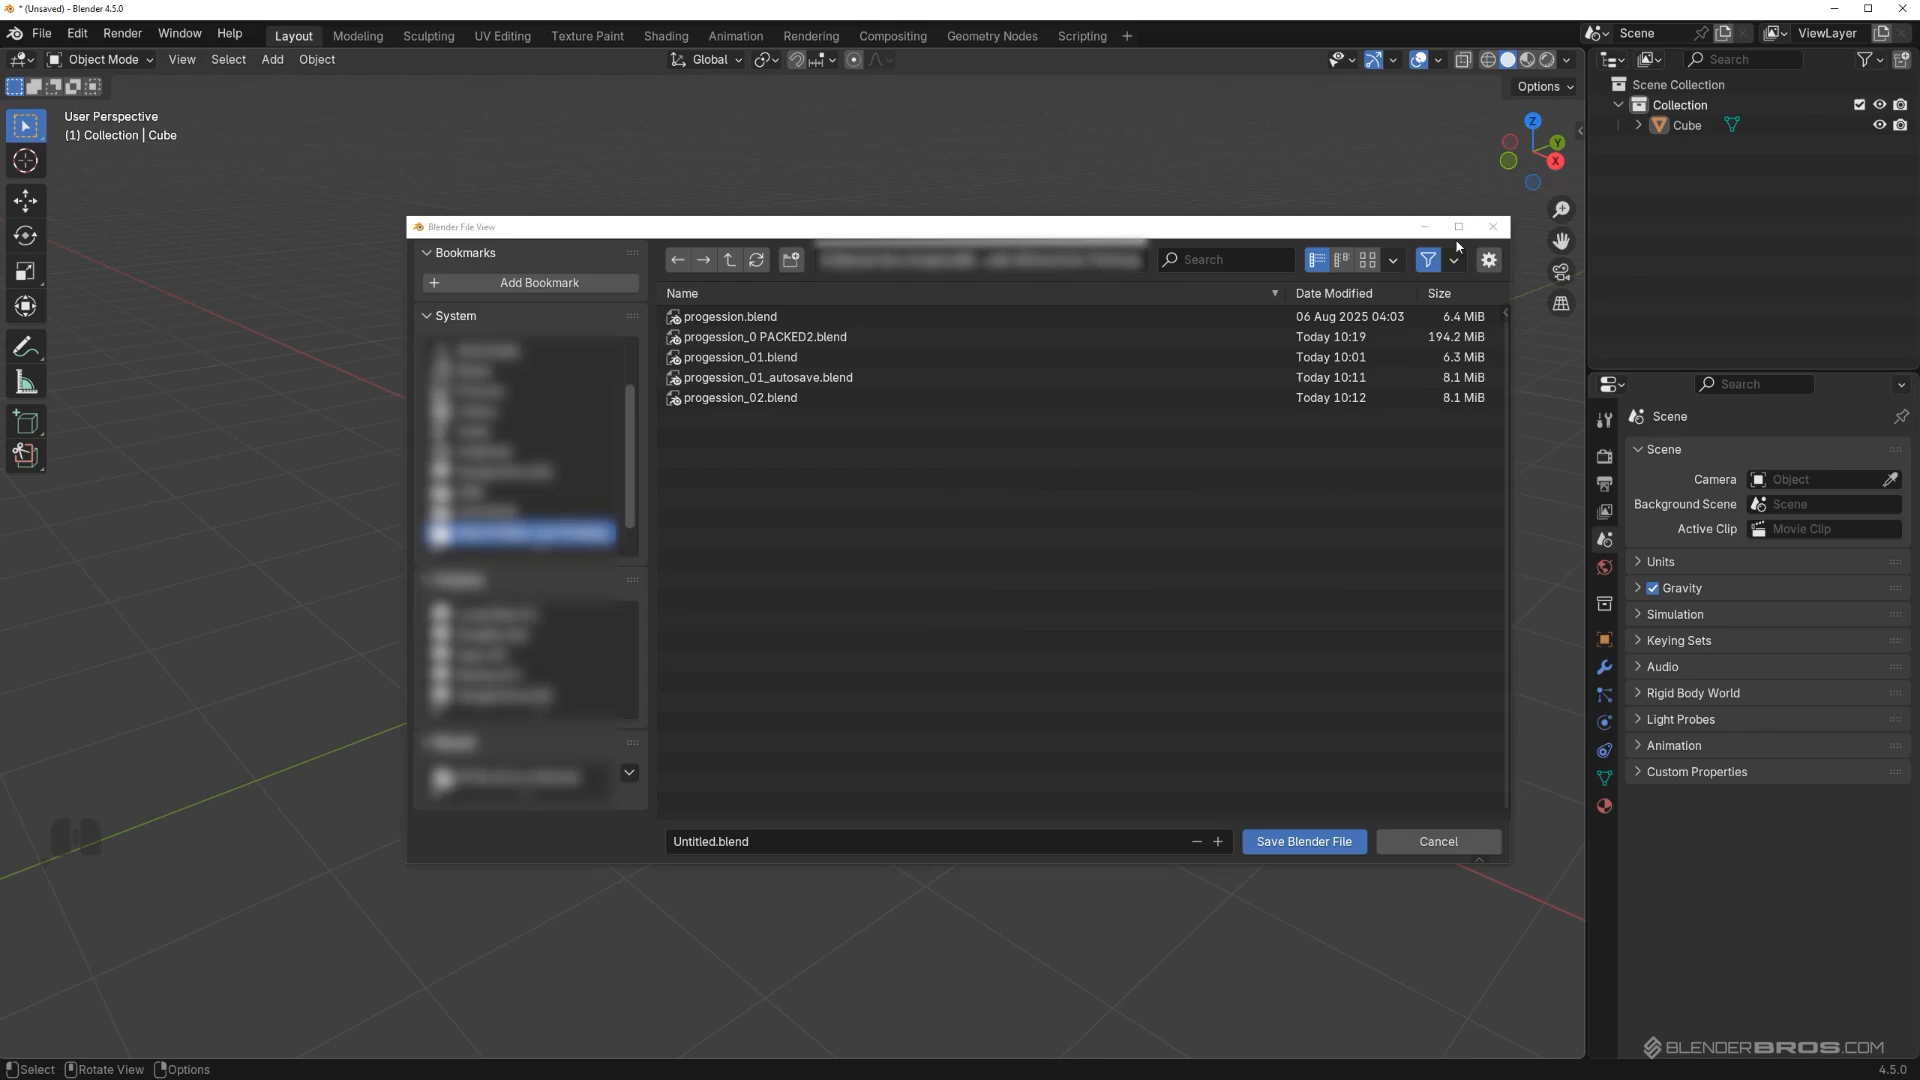 * (Unsaved) - Blender 4.5.0
File Edit Render Window Help
Layout Modeling Sculpting UV Editing Texture Paint Shading Animation Rendering Compositing Geometry Nodes Scripting +
Scene
ViewLayer
Object Mode View Select Add Object
Global
Search
Options
User Perspective
(1) Collection | Cube
Z
Y
X
Scene Collection
Collection
Cube
Blender File View
Bookmarks
+ Add Bookmark
System
Search
Name Date Modified Size
progession.blend 06 Aug 2025 04:03 6.4 MiB
progession_0 PACKED2.blend Today 10:19 194.2 MiB
progession_01.blend Today 10:01 6.3 MiB
progession_01_autosave.blend Today 10:11 8.1 MiB
progession_02.blend Today 10:12 8.1 MiB
Untitled.blend
Save Blender File
Cancel
Search
Scene
Scene
Camera Object
Background Scene Scene
Active Clip Movie Clip
Units
Gravity
Simulation
Keying Sets
Audio
Rigid Body World
Light Probes
Animation
Custom Properties
BLENDERBROS.COM
Select Rotate View Options
4.5.0